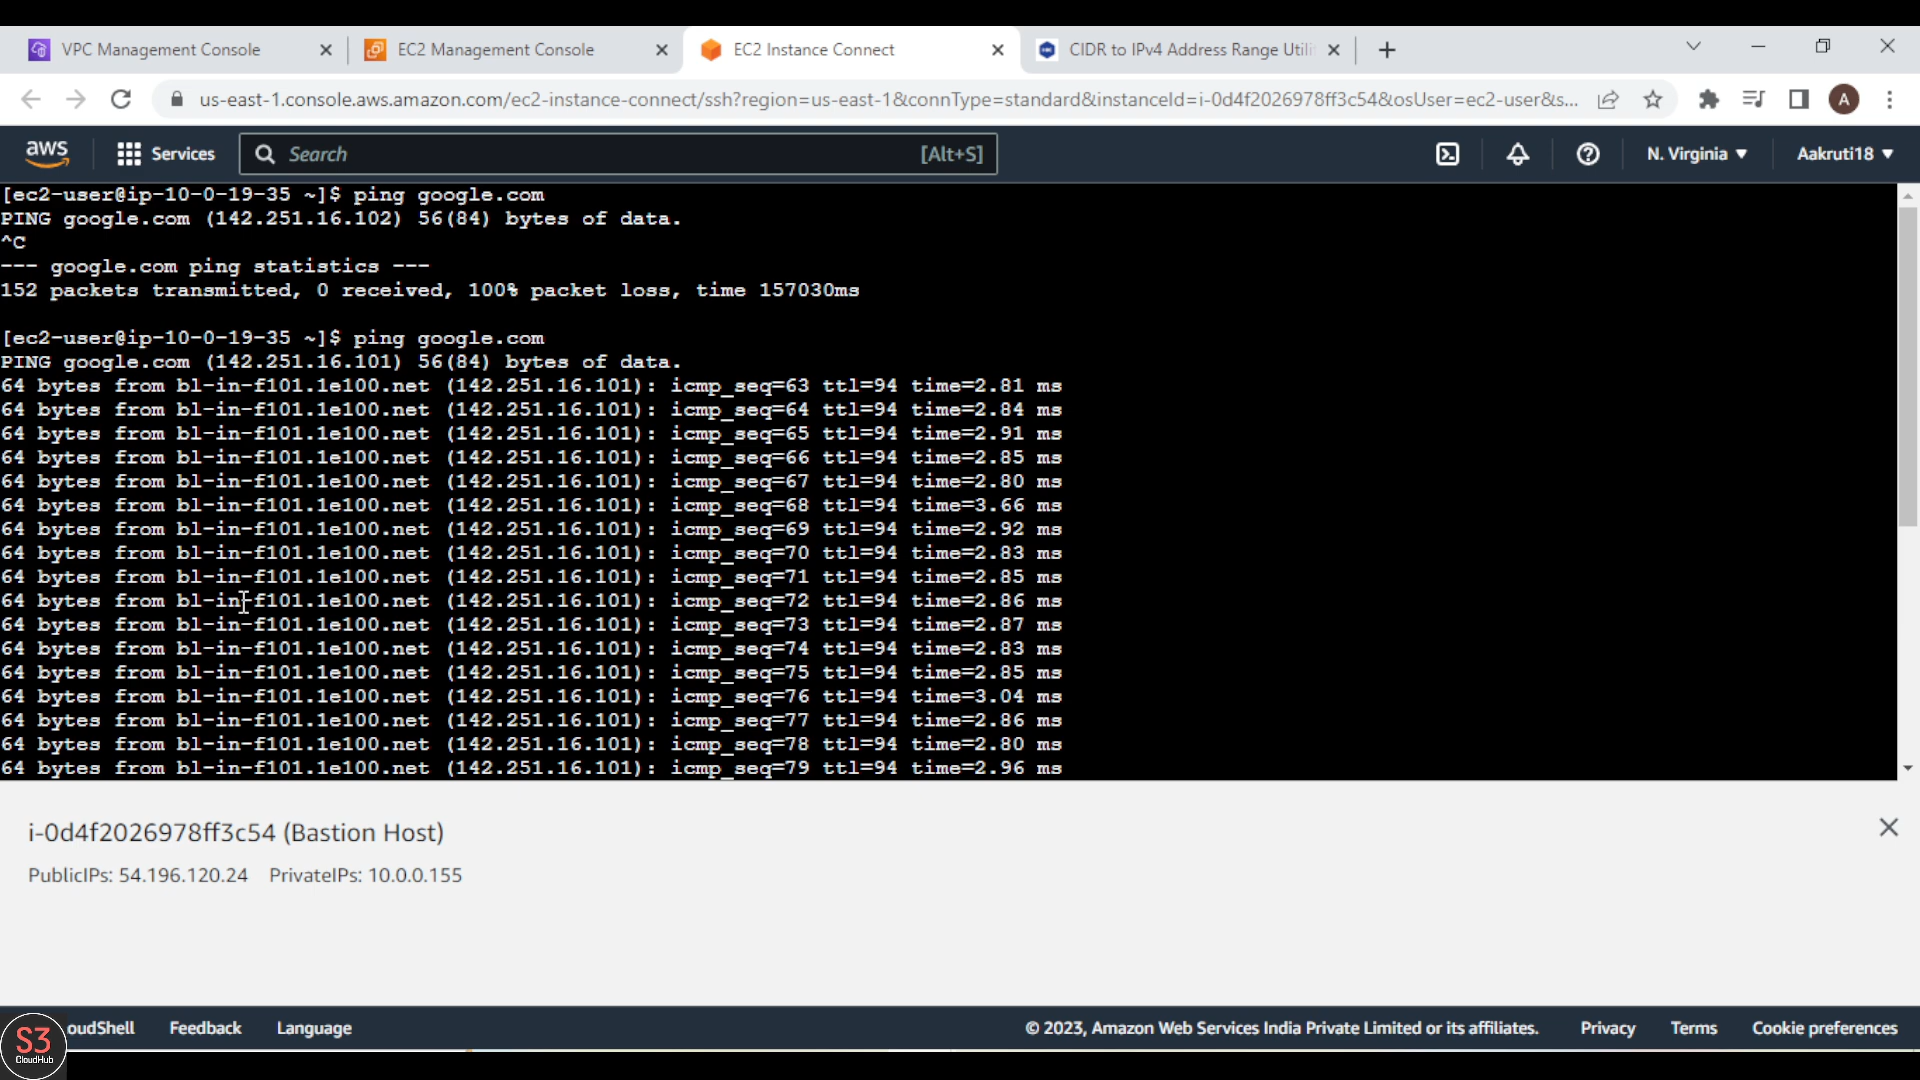 VPC Management Console
EC2 Management Console
EC2 Instance Connect
CIDR to IPv4 Address Range Utili
us-east-1.console.aws.amazon.com/ec2-instance-connect/ssh?region=us-east-1&connType=standard&instanceId=i-0d4f2026978ff3c54&osUser=ec2-user&s...
A
aws
Services
Search
[Alt+S]
N. Virginia
Aakruti18
[ec2-user@ip-10-0-19-35 ~]$ ping google.com
PING google.com (142.251.16.102) 56(84) bytes of data.
^C
--- google.com ping statistics ---
152 packets transmitted, 0 received, 100% packet loss, time 157030ms
[ec2-user@ip-10-0-19-35 ~]$ ping google.com
PING google.com (142.251.16.101) 56(84) bytes of data.
64 bytes from bl-in-f101.1e100.net (142.251.16.101): icmp_seq=63 ttl=94 time=2.81 ms
64 bytes from bl-in-f101.1e100.net (142.251.16.101): icmp_seq=64 ttl=94 time=2.84 ms
64 bytes from bl-in-f101.1e100.net (142.251.16.101): icmp_seq=65 ttl=94 time=2.91 ms
64 bytes from bl-in-f101.1e100.net (142.251.16.101): icmp_seq=66 ttl=94 time=2.85 ms
64 bytes from bl-in-f101.1e100.net (142.251.16.101): icmp_seq=67 ttl=94 time=2.80 ms
64 bytes from bl-in-f101.1e100.net (142.251.16.101): icmp_seq=68 ttl=94 time=3.66 ms
64 bytes from bl-in-f101.1e100.net (142.251.16.101): icmp_seq=69 ttl=94 time=2.92 ms
64 bytes from bl-in-f101.1e100.net (142.251.16.101): icmp_seq=70 ttl=94 time=2.83 ms
64 bytes from bl-in-f101.1e100.net (142.251.16.101): icmp_seq=71 ttl=94 time=2.85 ms
64 bytes from bl-in-f101.1e100.net (142.251.16.101): icmp_seq=72 ttl=94 time=2.86 ms
64 bytes from bl-in-f101.1e100.net (142.251.16.101): icmp_seq=73 ttl=94 time=2.87 ms
64 bytes from bl-in-f101.1e100.net (142.251.16.101): icmp_seq=74 ttl=94 time=2.83 ms
64 bytes from bl-in-f101.1e100.net (142.251.16.101): icmp_seq=75 ttl=94 time=2.85 ms
64 bytes from bl-in-f101.1e100.net (142.251.16.101): icmp_seq=76 ttl=94 time=3.04 ms
64 bytes from bl-in-f101.1e100.net (142.251.16.101): icmp_seq=77 ttl=94 time=2.86 ms
64 bytes from bl-in-f101.1e100.net (142.251.16.101): icmp_seq=78 ttl=94 time=2.80 ms
64 bytes from bl-in-f101.1e100.net (142.251.16.101): icmp_seq=79 ttl=94 time=2.96 ms
i-0d4f2026978ff3c54 (Bastion Host)
PublicIPs: 54.196.120.24 PrivateIPs: 10.0.0.155
S3
CloudHub
oudShell
Feedback
Language
© 2023, Amazon Web Services India Private Limited or its affiliates.
Privacy
Terms
Cookie preferences